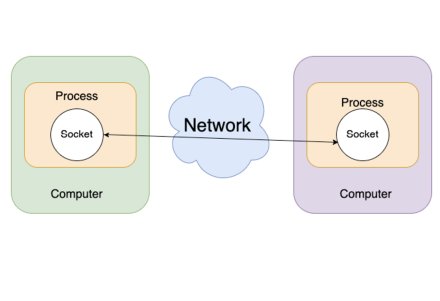 Process
Socket
Computer
Network
Process
Socket
Computer